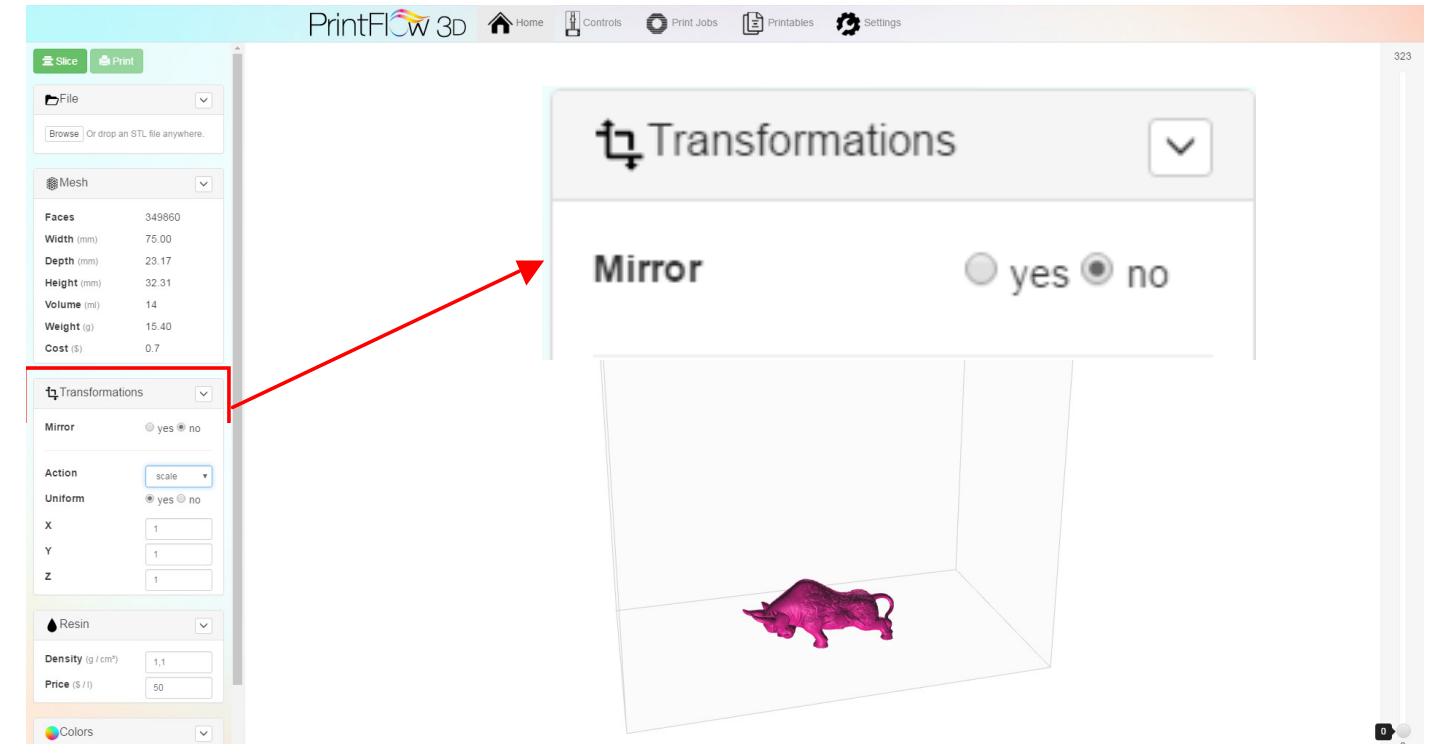 PrintFlow 3D Home Controls Print Jobs Printables Settings
Slice Print
323
File
Browse Or drop an STL file anywhere.
Mesh
Faces 349860
Width (mm) 75.00
Depth (mm) 23.17
Height (mm) 32.31
Volume (ml) 14
Weight (g) 15.40
Cost ($) 0.7
Transformations
Mirror yes no
Action scale
Uniform yes no
X 1
Y 1
Z 1
Resin
Density (g / cm³) 1,1
Price ($ / l) 50
Colors
Transformations
Mirror yes no
0